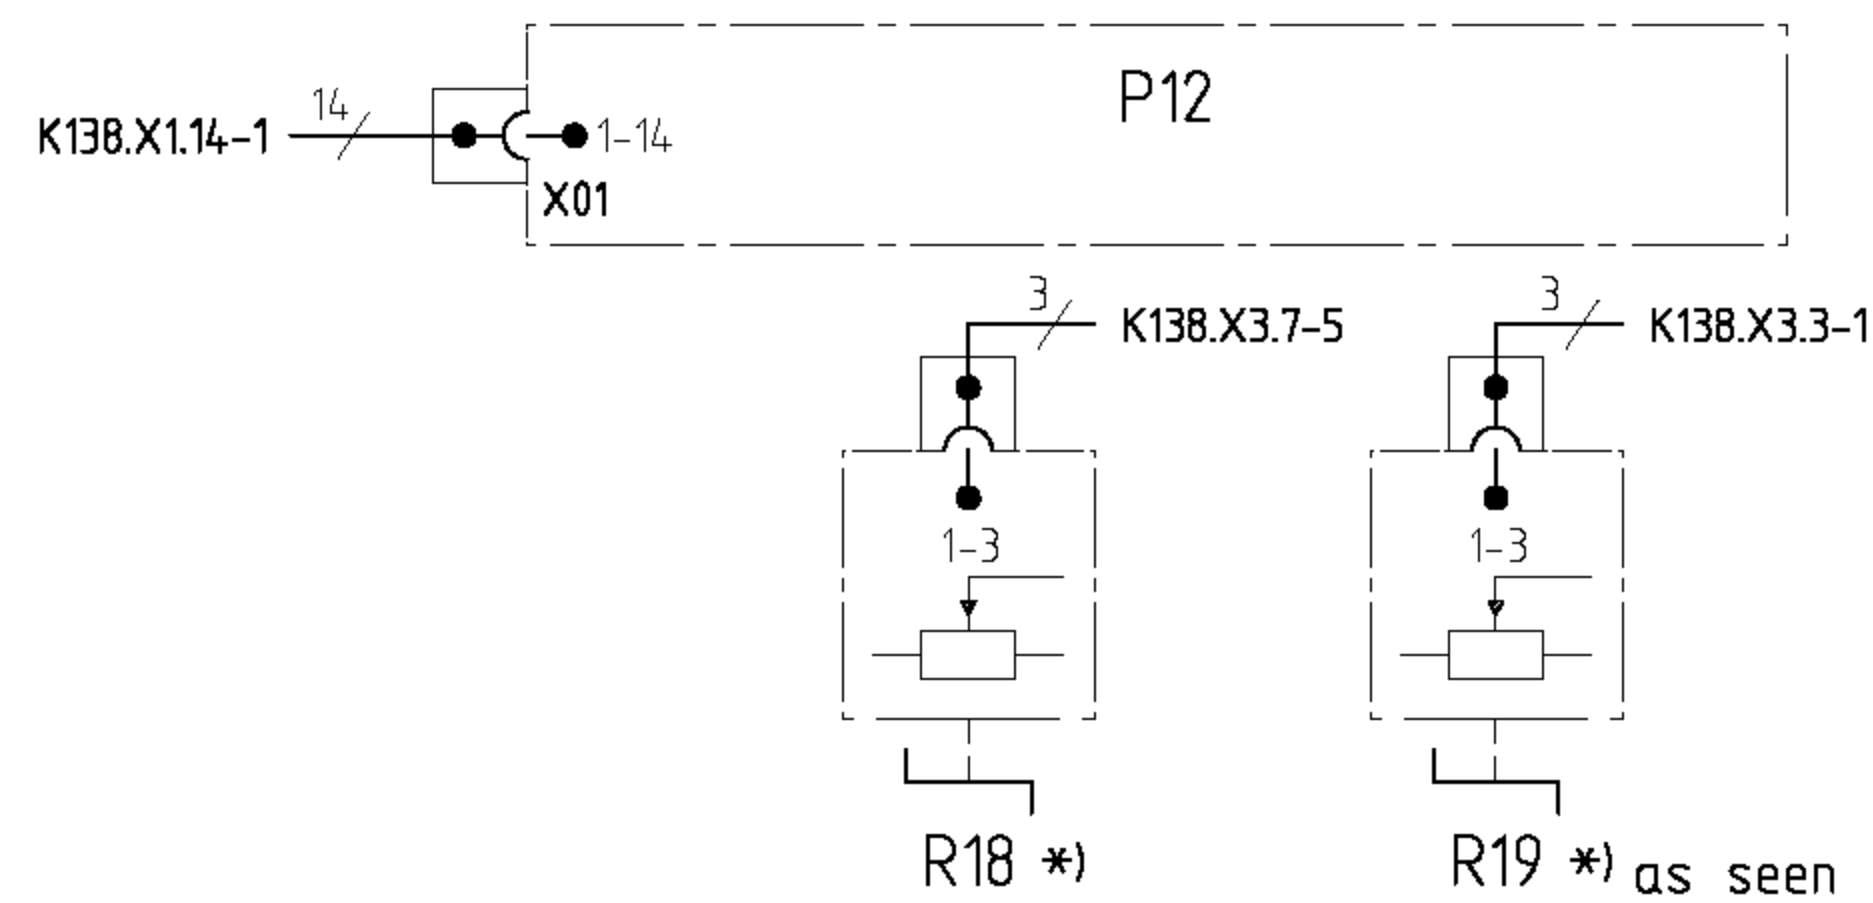 P12
14
K138.X1.14-1
1-14
X01
3
K138.X3.7-5
3
K138.X3.3-1
1-3
1-3
R18 *)
R19 *) as seen